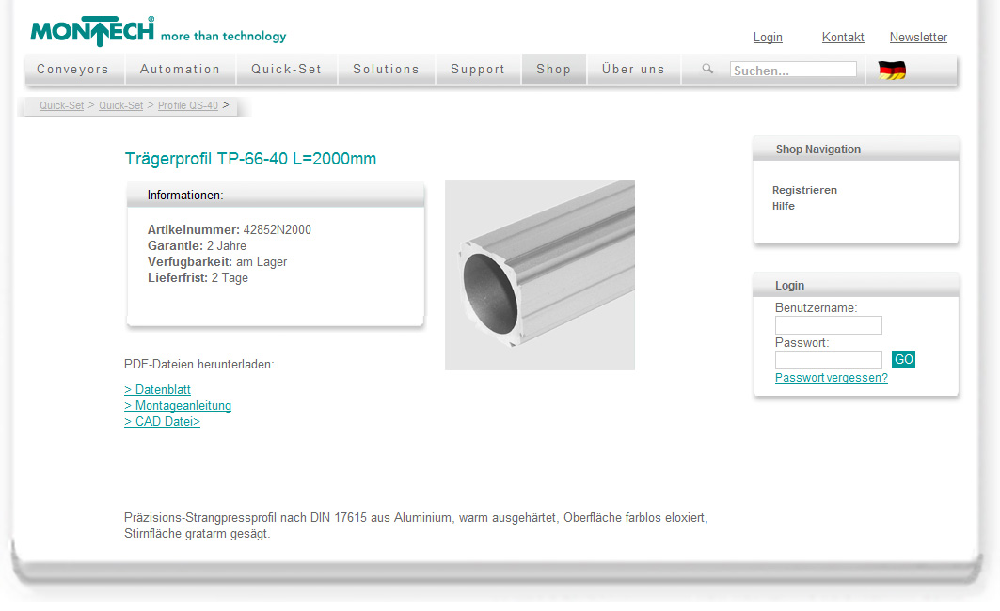 MONTECH® more than technology
Login Kontakt Newsletter
Conveyors Automation Quick-Set Solutions Support Shop Über uns Suchen...
Quick-Set > Quick-Set > Profile QS-40 >
Trägerprofil TP-66-40 L=2000mm
Informationen:
Artikelnummer: 42852N2000
Garantie: 2 Jahre
Verfügbarkeit: am Lager
Lieferfrist: 2 Tage
PDF-Dateien herunterladen:
> Datenblatt
> Montageanleitung
> CAD Datei>
Präzisions-Strangpressprofil nach DIN 17615 aus Aluminium, warm ausgehärtet, Oberfläche farblos eloxiert,
Stirnfläche gratarm gesägt.
Shop Navigation
Registrieren
Hilfe
Login
Benutzername:
Passwort:
GO
Passwort vergessen?